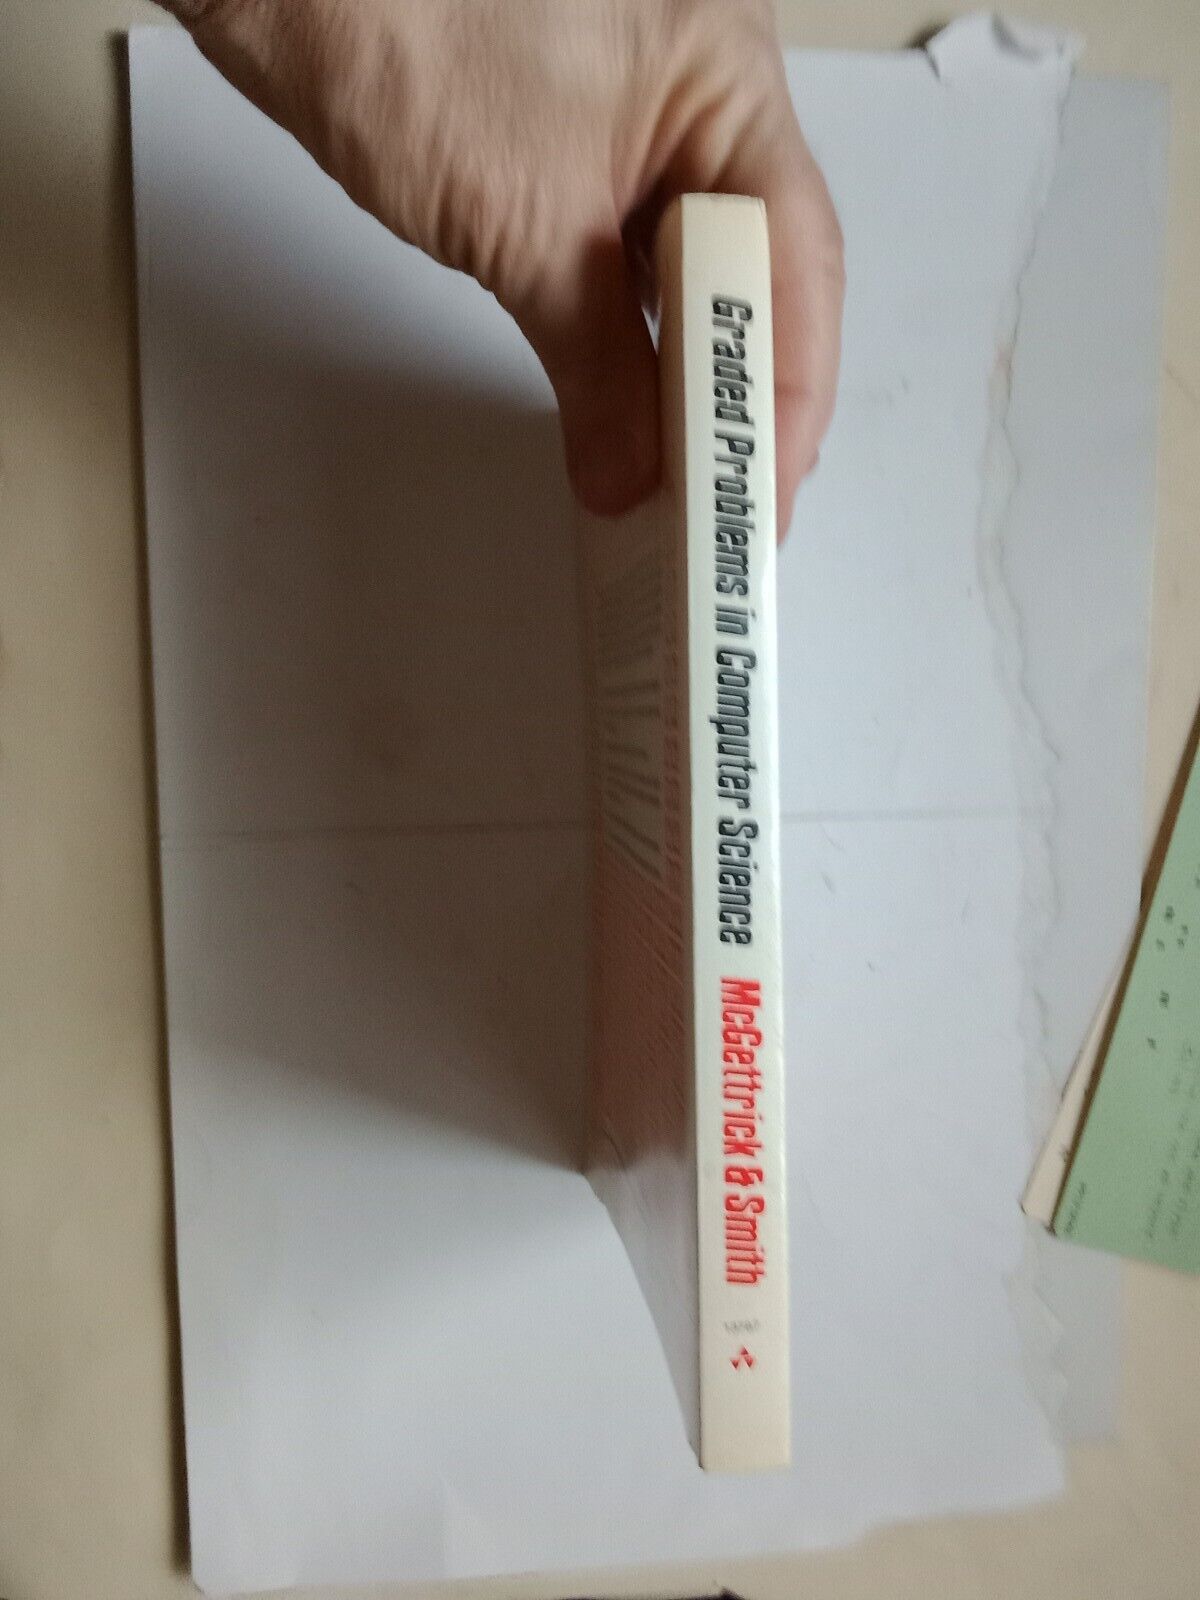 Graded Problems in Computer Science McGettrick & Smith